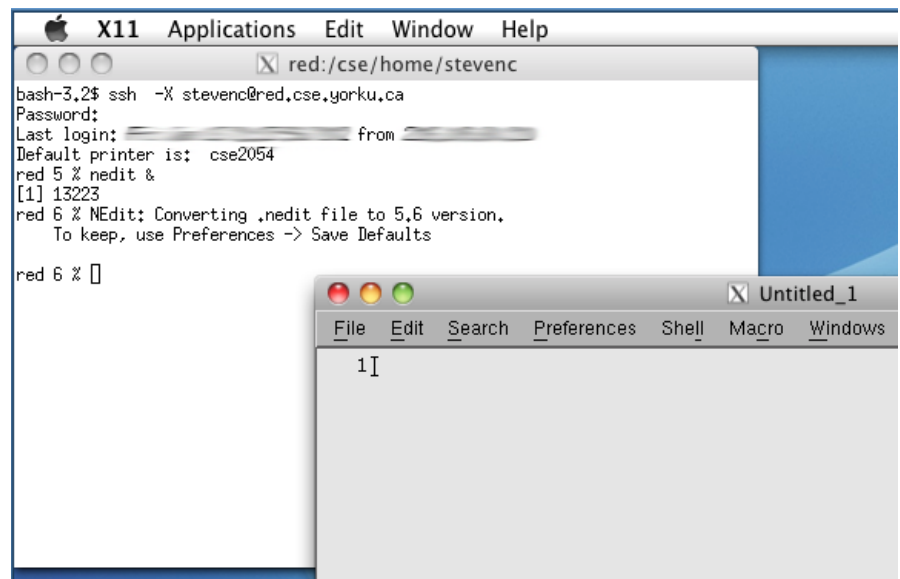 X11 Applications Edit Window Help
red:/cse/home/stevenc
bash-3.2$ ssh -X stevenc@red.cse.yorku.ca
Password:
Last login: from
Default printer is: cse2054
red 5 % nedit &
[1] 13223
red 6 % NEdit: Converting .nedit file to 5.6 version.
To keep, use Preferences -> Save Defaults
red 6 %
Untitled_1
File Edit Search Preferences Shell Macro Windows
1